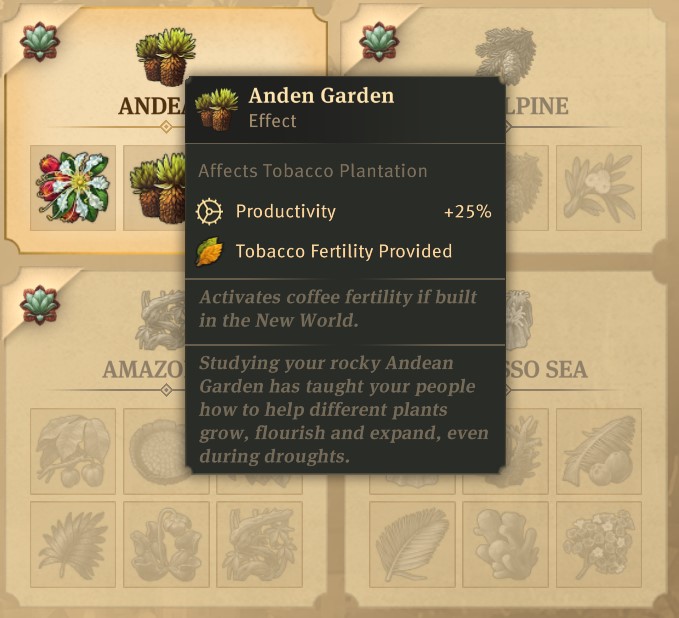 ANDEA
LPINE
Anden Garden
Effect
Affects Tobacco Plantation
Productivity +25%
Tobacco Fertility Provided
Activates coffee fertility if built
in the New World.
Studying your rocky Andean
Garden has taught your people
how to help different plants
grow, flourish and expand, even
during droughts.
AMAZO
SSO SEA